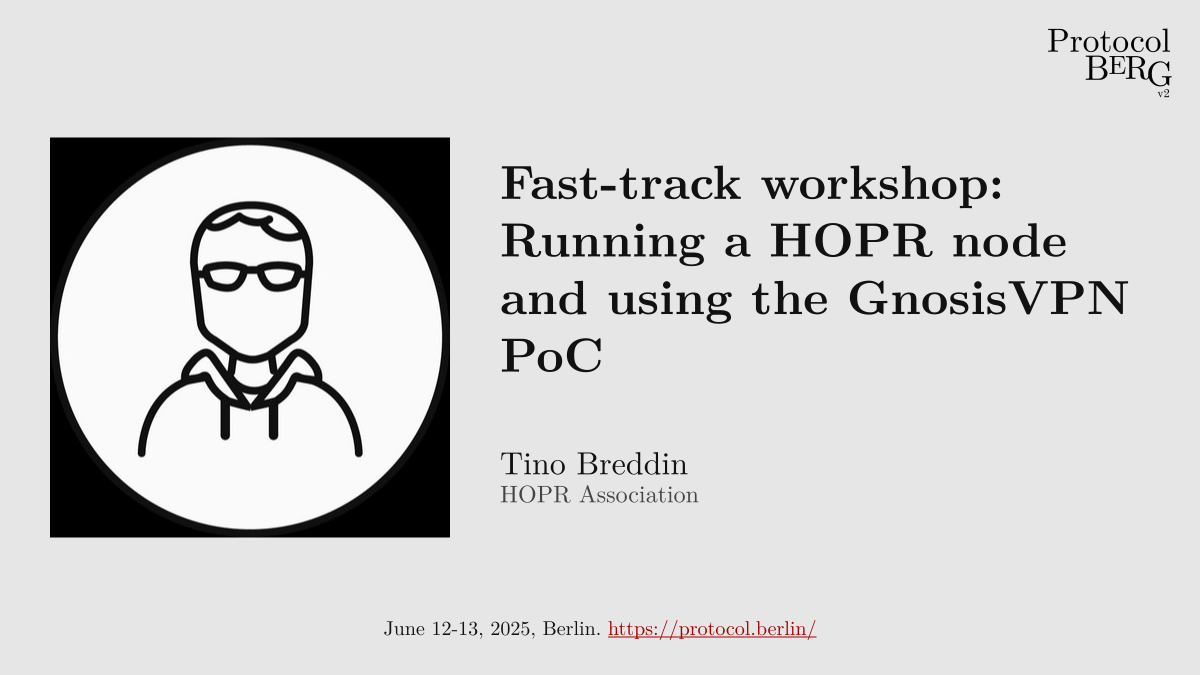 Protocol
BERG
v2
Fast-track workshop:
Running a HOPR node
and using the GnosisVPN
PoC
Tino Breddin
HOPR Association
June 12-13, 2025, Berlin. https://protocol.berlin/